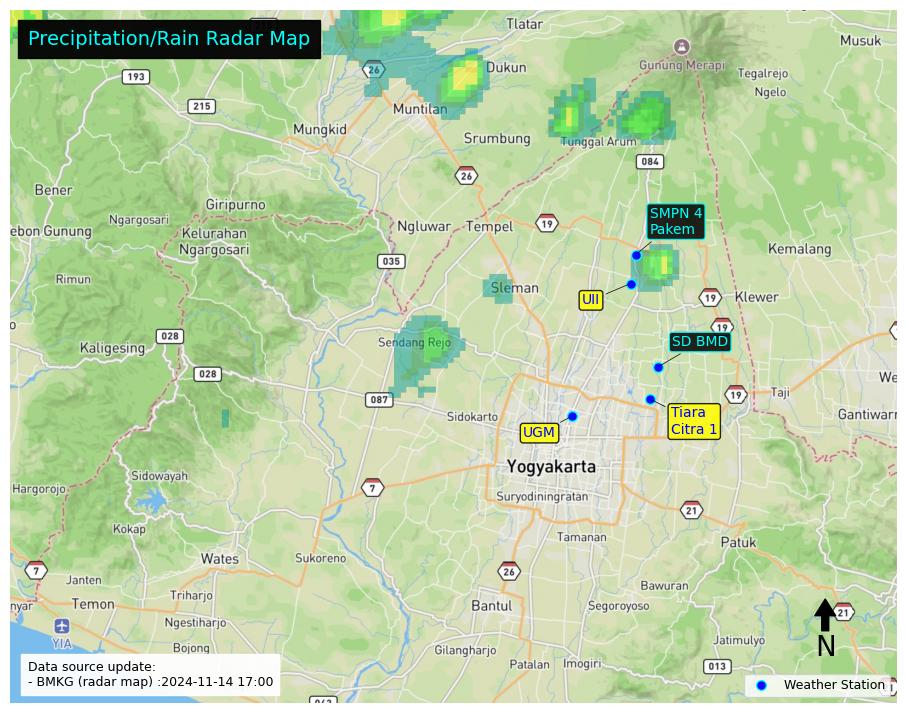 Precipitation/Rain Radar Map
Tlatar
Musuk
26
Dukun
Gunung Merapi
193
Tegalrejo
Ngelo
215
Muntilan
Mungkid
Srumbung
Tunggal Arum
084
26
Bener
Giripurno
SMPN 4
Pakem
Ngargosari
ebon Gunung
Kelurahan
Ngargosari
Ngluwar
Tempel
19
Kemalang
035
Rimun
Sleman
UII
19
Klewer
19
028
Sendang Rejo
SD BMD
Kaligesing
028
087
19
Taji
We
Sidokarto
Tiara
Citra 1
Gantiwarn
UGM
Yogyakarta
Sidowayah
Hargorojo
7
Suryodiningratan
21
Kokap
Tamanan
Patuk
Wates
Sukoreno
7
26
Janten
Bawuran
Triharjo
nyar
Temon
Bantul
Segoroyoso
21
Ngestiharjo
YIA
N
Jatimulyo
Bojong
Gilangharjo
Data source update:
- BMKG (radar map) :2024-11-14 17:00
Patalan
Imogiri
013
Weather Station